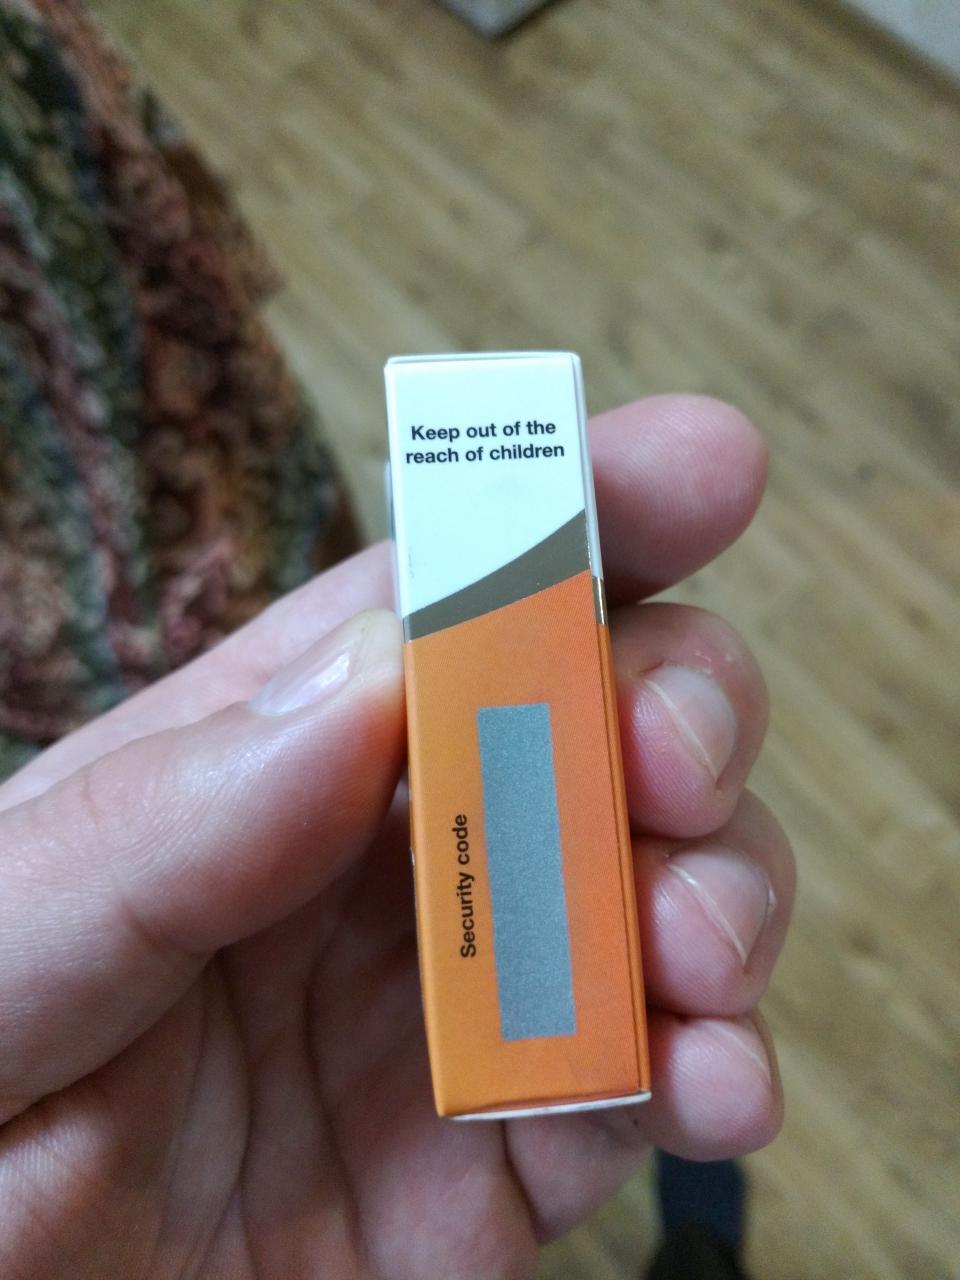 Keep out of the
reach of children
Security code